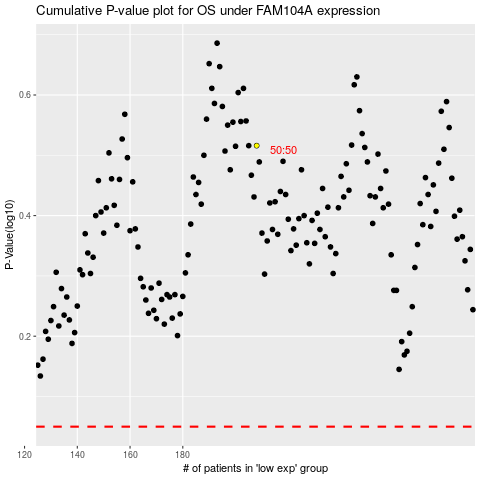 Cumulative P-value plot for OS under FAM104A expression
P-Value(log10)
0.6
0.4
0.2
50:50
120 140 160 180
# of patients in 'low exp' group